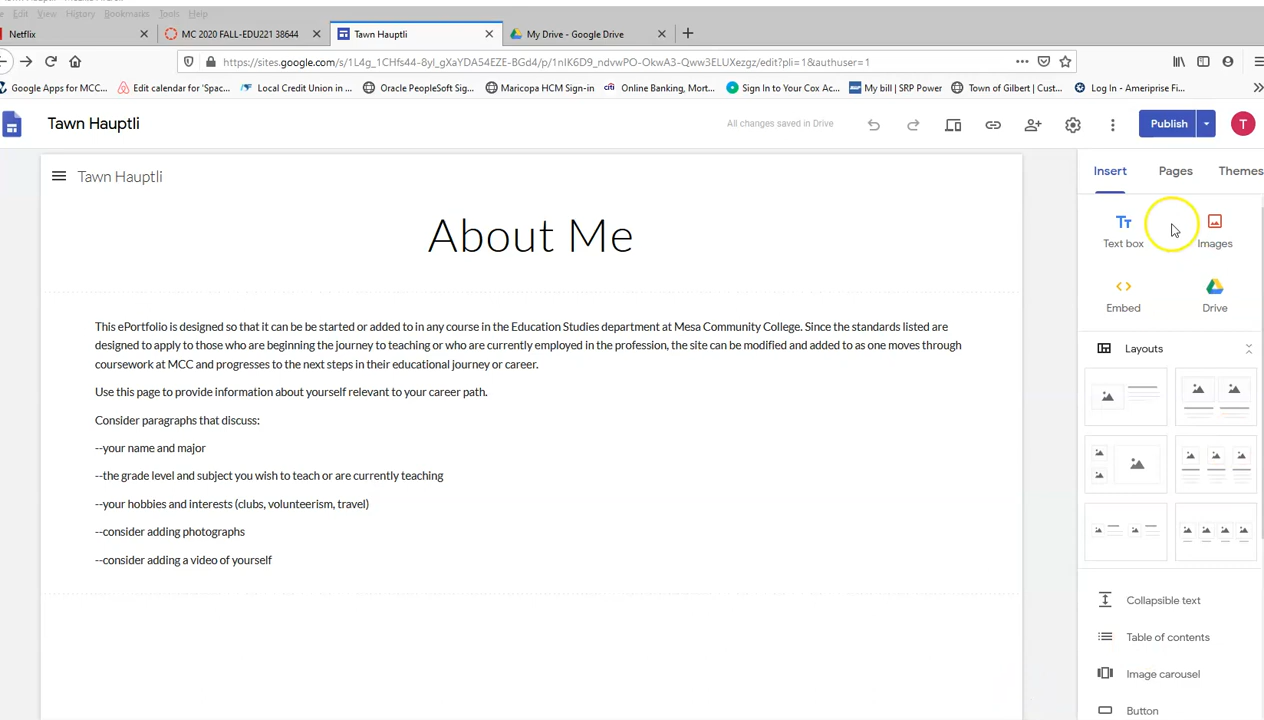 Edit View History Bookmarks Tools Help
Netflix MC 2020 FALL-EDU221 38644 Tawn Hauptli My Drive - Google Drive
https://sites.google.com/s/1L4g_1CHfs44-8yl_gXaYDA54EZE-BGd4/p/1nIK6D9_ndvwPO-OkwA3-Qww3ELUXezgz/edit?pli=1&authuser=1
Google Apps for MCC... Edit calendar for 'Spac... Local Credit Union in ... Oracle PeopleSoft Sig... Maricopa HCM Sign-in Online Banking, Mort... Sign In to Your Cox Ac... My bill | SRP Power Town of Gilbert | Cust... Log In - Ameriprise Fi...
Tawn Hauptli All changes saved in Drive Publish T
Insert Pages Themes
Tawn Hauptli
About Me
This ePortfolio is designed so that it can be be started or added to in any course in the Education Studies department at Mesa Community College. Since the standards listed are
designed to apply to those who are beginning the journey to teaching or who are currently employed in the profession, the site can be modified and added to as one moves through
coursework at MCC and progresses to the next steps in their educational journey or career.
Use this page to provide information about yourself relevant to your career path.
Consider paragraphs that discuss:
--your name and major
--the grade level and subject you wish to teach or are currently teaching
--your hobbies and interests (clubs, volunteerism, travel)
--consider adding photographs
--consider adding a video of yourself
Text box Images
Embed Drive
Layouts
Collapsible text
Table of contents
Image carousel
Button